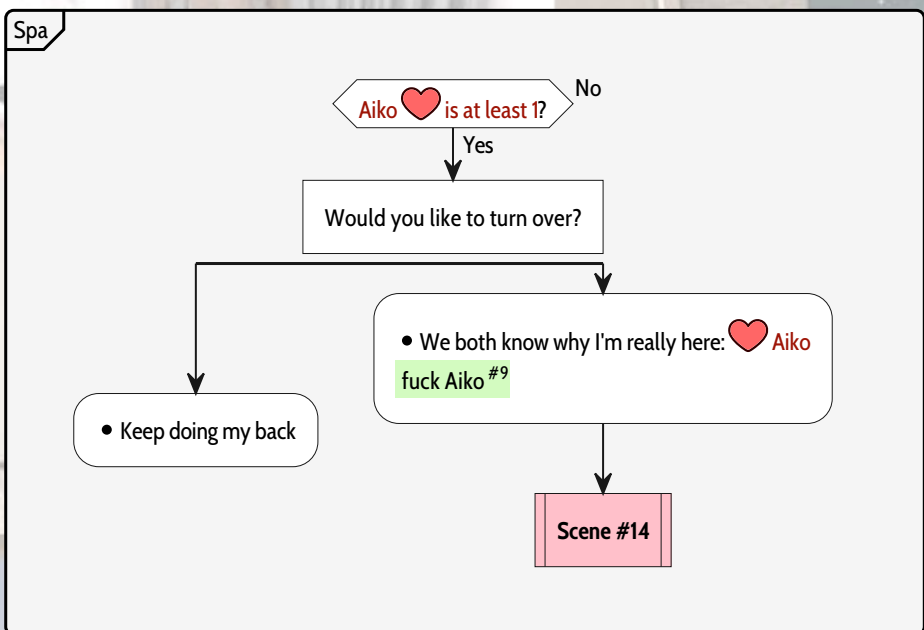 Spa
No
Aiko is at least 1?
Yes
Would you like to turn over?
• We both know why I'm really here: Aiko
fuck Aiko #9
• Keep doing my back
Scene #14